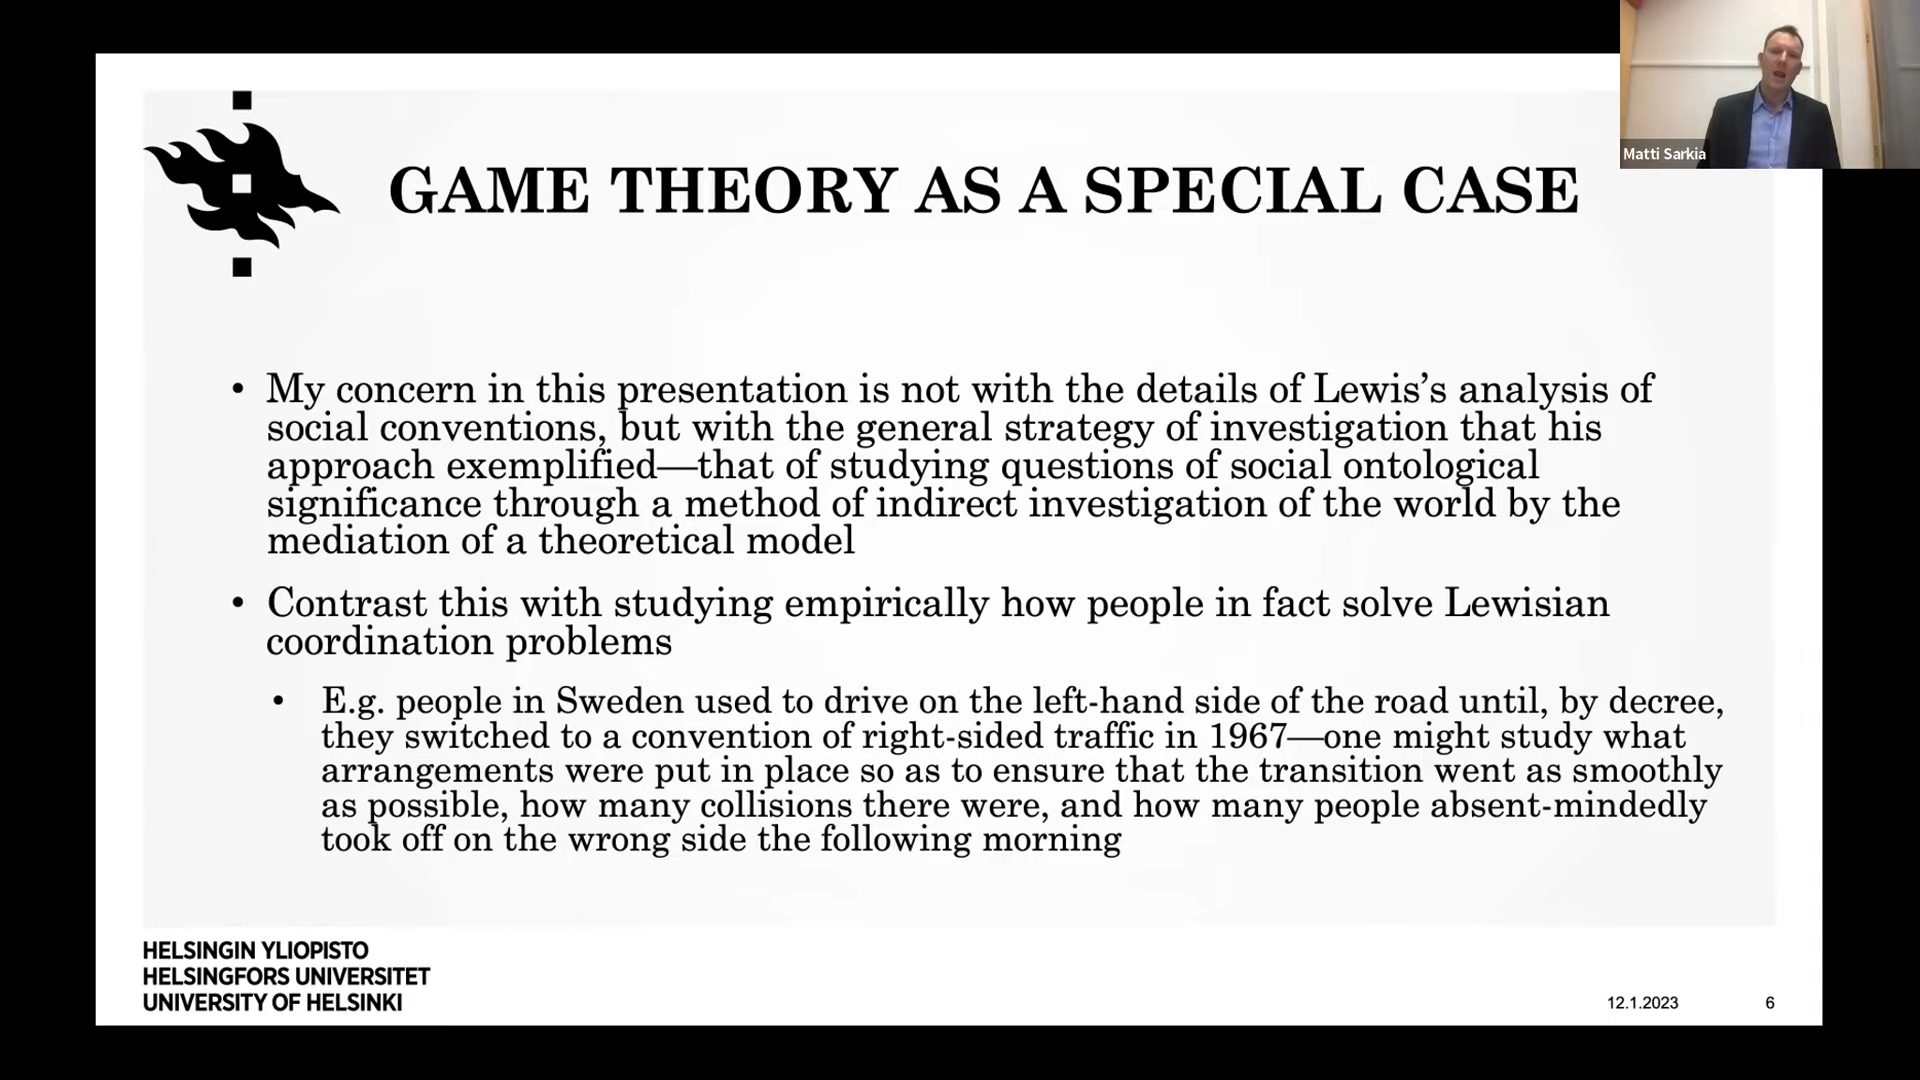 Matti Sarkia
GAME THEORY AS A SPECIAL CASE
• My concern in this presentation is not with the details of Lewis’s analysis of
social conventions, but with the general strategy of investigation that his
approach exemplified—that of studying questions of social ontological
significance through a method of indirect investigation of the world by the
mediation of a theoretical model
• Contrast this with studying empirically how people in fact solve Lewisian
coordination problems
• E.g. people in Sweden used to drive on the left-hand side of the road until, by decree,
they switched to a convention of right-sided traffic in 1967—one might study what
arrangements were put in place so as to ensure that the transition went as smoothly
as possible, how many collisions there were, and how many people absent-mindedly
took off on the wrong side the following morning
HELSINGIN YLIOPISTO
HELSINGFORS UNIVERSITET
UNIVERSITY OF HELSINKI
12.1.2023
6